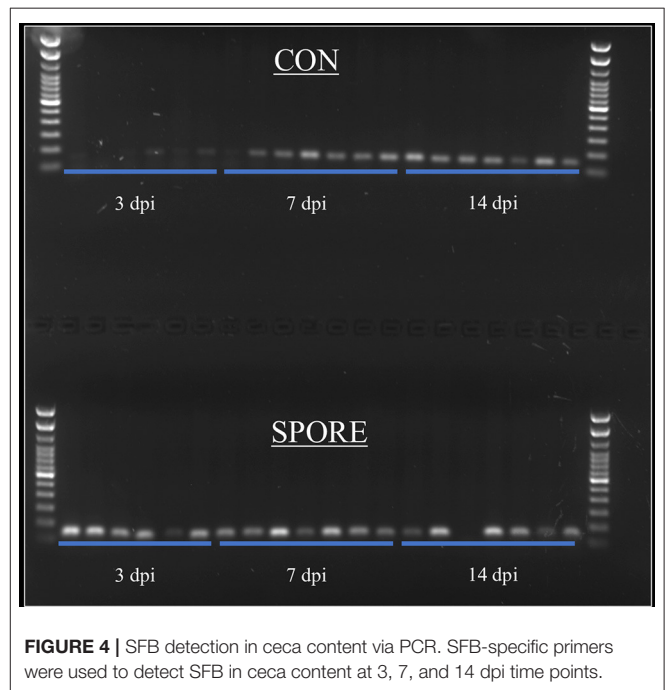 CON
3 dpi
7 dpi
14 dpi
SPORE
3 dpi
7 dpi
14 dpi
FIGURE 4 | SFB detection in ceca content via PCR. SFB-specific primers
were used to detect SFB in ceca content at 3, 7, and 14 dpi time points.